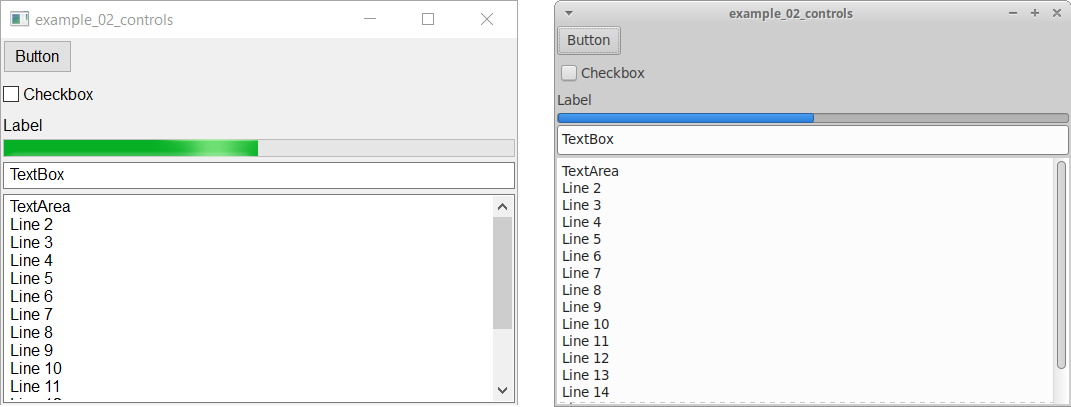 example_02_controls
Button
Checkbox
Label
TextBox
TextArea
Line 2
Line 3
Line 4
Line 5
Line 6
Line 7
Line 8
Line 9
Line 10
Line 11
example_02_controls
Button
Checkbox
Label
TextBox
TextArea
Line 2
Line 3
Line 4
Line 5
Line 6
Line 7
Line 8
Line 9
Line 10
Line 11
Line 12
Line 13
Line 14